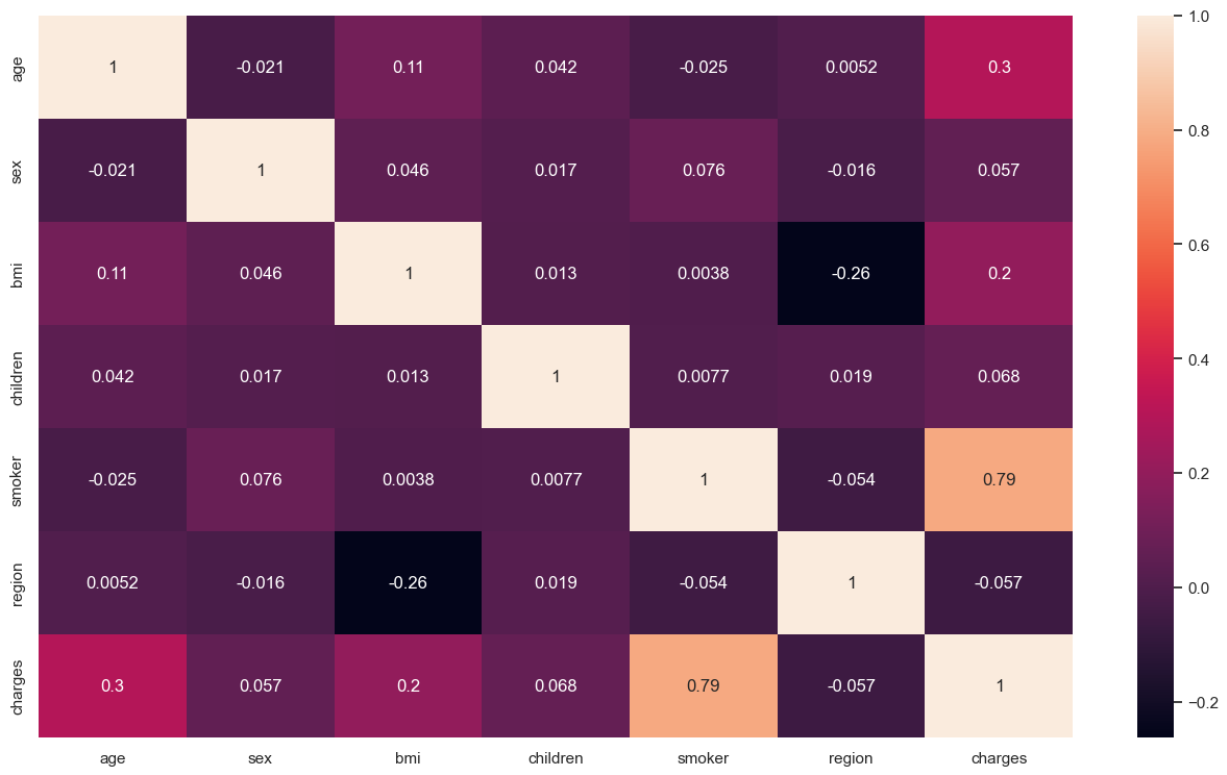 age 1 -0.021 0.11 0.042 -0.025 0.0052 0.3
sex -0.021 1 0.046 0.017 0.076 -0.016 0.057
bmi 0.11 0.046 1 0.013 0.0038 -0.26 0.2
children 0.042 0.017 0.013 1 0.0077 0.019 0.068
smoker -0.025 0.076 0.0038 0.0077 1 -0.054 0.79
region 0.0052 -0.016 -0.26 0.019 -0.054 1 -0.057
charges 0.3 0.057 0.2 0.068 0.79 -0.057 1
age sex bmi children smoker region charges
1.0
0.8
0.6
0.4
0.2
0.0
−0.2